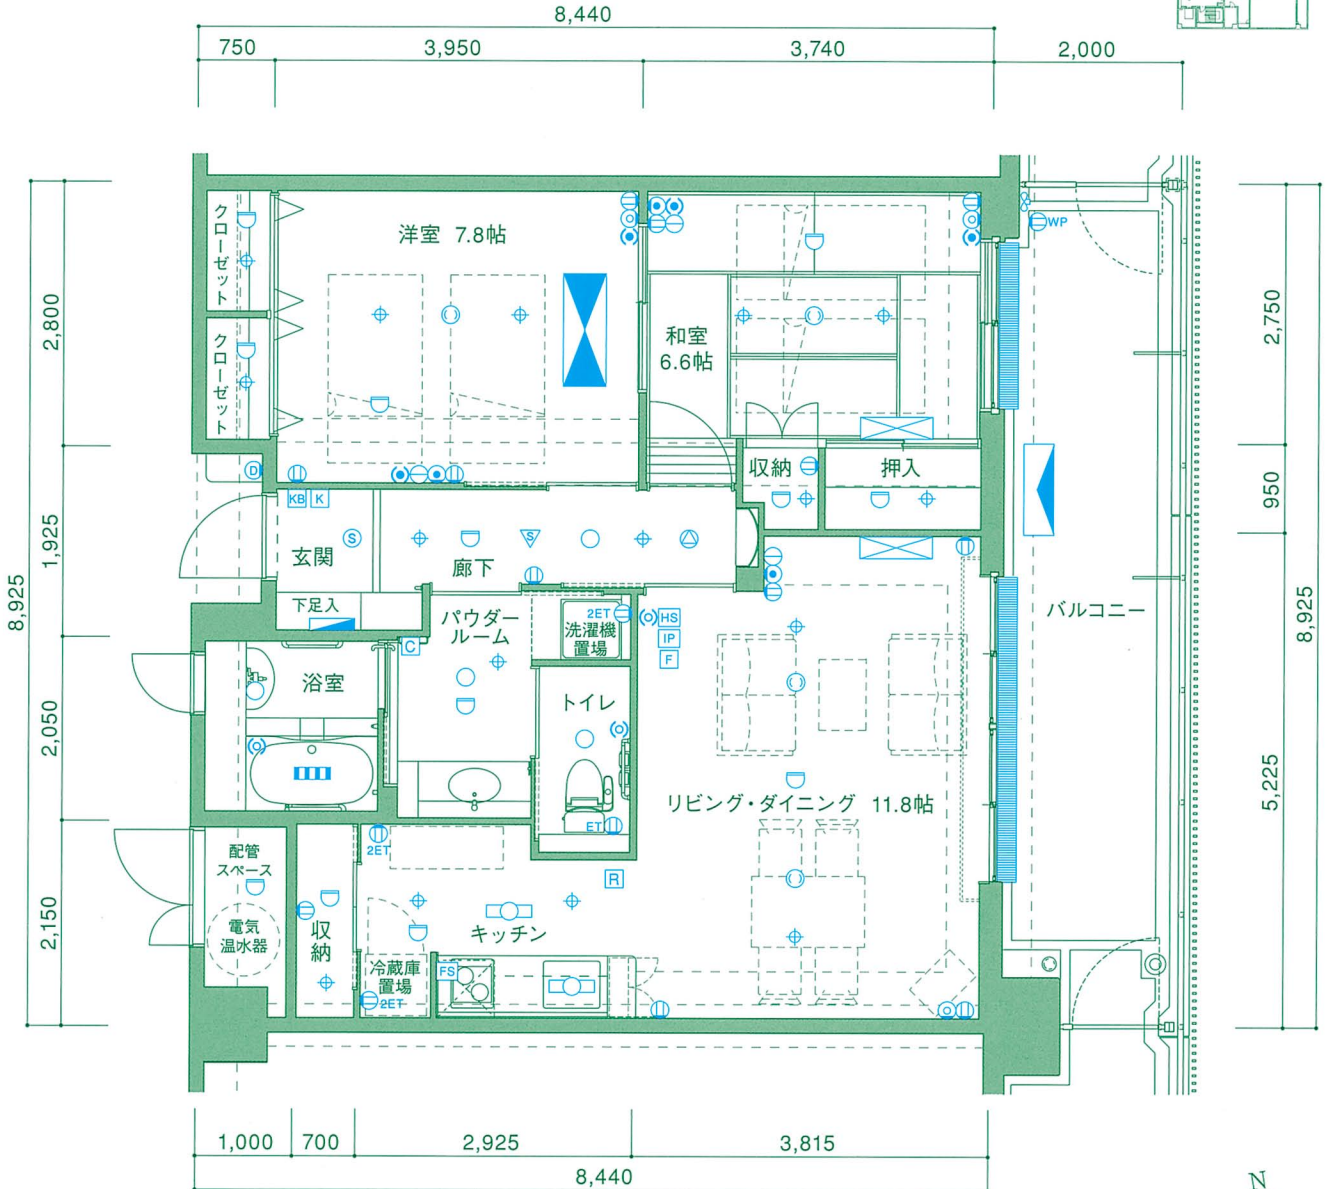 8,440
750
3,950
3,740
2,000
クローゼット
洋室 7.8帖
WP
2,800
2,750
クローゼット
和室
6.6帖
収納
押入
D
KB
K
950
8,925
1,925
玄関
S
廊下
S
下足入
パウダー
ルーム
2ET
洗濯機
置場
HS
IP
F
C
バルコニー
8,925
浴室
トイレ
2,050
リビング・ダイニング 11.8帖
5,225
ET
配管
スペース
2ET
R
2,150
電気
温水器
収納
キッチン
冷蔵庫
置場
FS
2ET
1,000
700
2,925
3,815
8,440
N